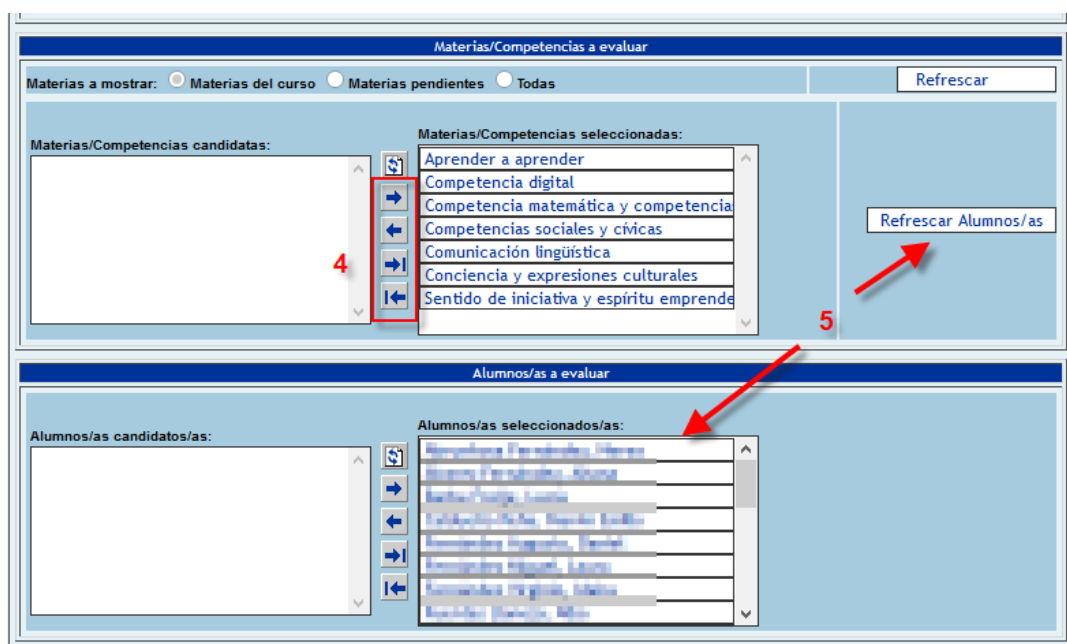 Materias/Competencias a evaluar
Materias a mostrar: Materias del curso Materias pendientes Todas Refrescar
Materias/Competencias candidatas:
Materias/Competencias seleccionadas:
Aprender a aprender
Competencia digital
Competencia matemática y competencias
Competencias sociales y cívicas
Comunicación lingüística
Conciencia y expresiones culturales
Sentido de iniciativa y espíritu emprende
4
Refrescar Alumnos/as
5
Alumnos/as a evaluar
Alumnos/as candidatos/as:
Alumnos/as seleccionados/as: